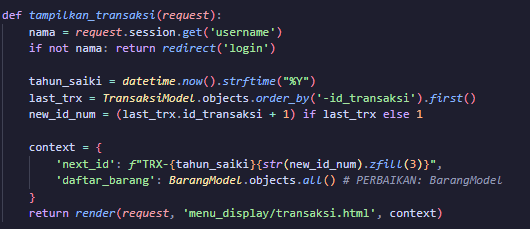 def tampilkan_transaksi(request):
    nama = request.session.get('username')
    if not nama: return redirect('login')
    tahun_saiki = datetime.now().strftime("%Y")
    last_trx = TransaksiModel.objects.order_by('-id_transaksi').first()
    new_id_num = (last_trx.id_transaksi + 1) if last_trx else 1
    context = {
        'next_id': f"TRX-{tahun_saiki}{str(new_id_num).zfill(3)}",
        'daftar_barang': BarangModel.objects.all() # PERBAIKAN: BarangModel
    }
    return render(request, 'menu_display/transaksi.html', context)